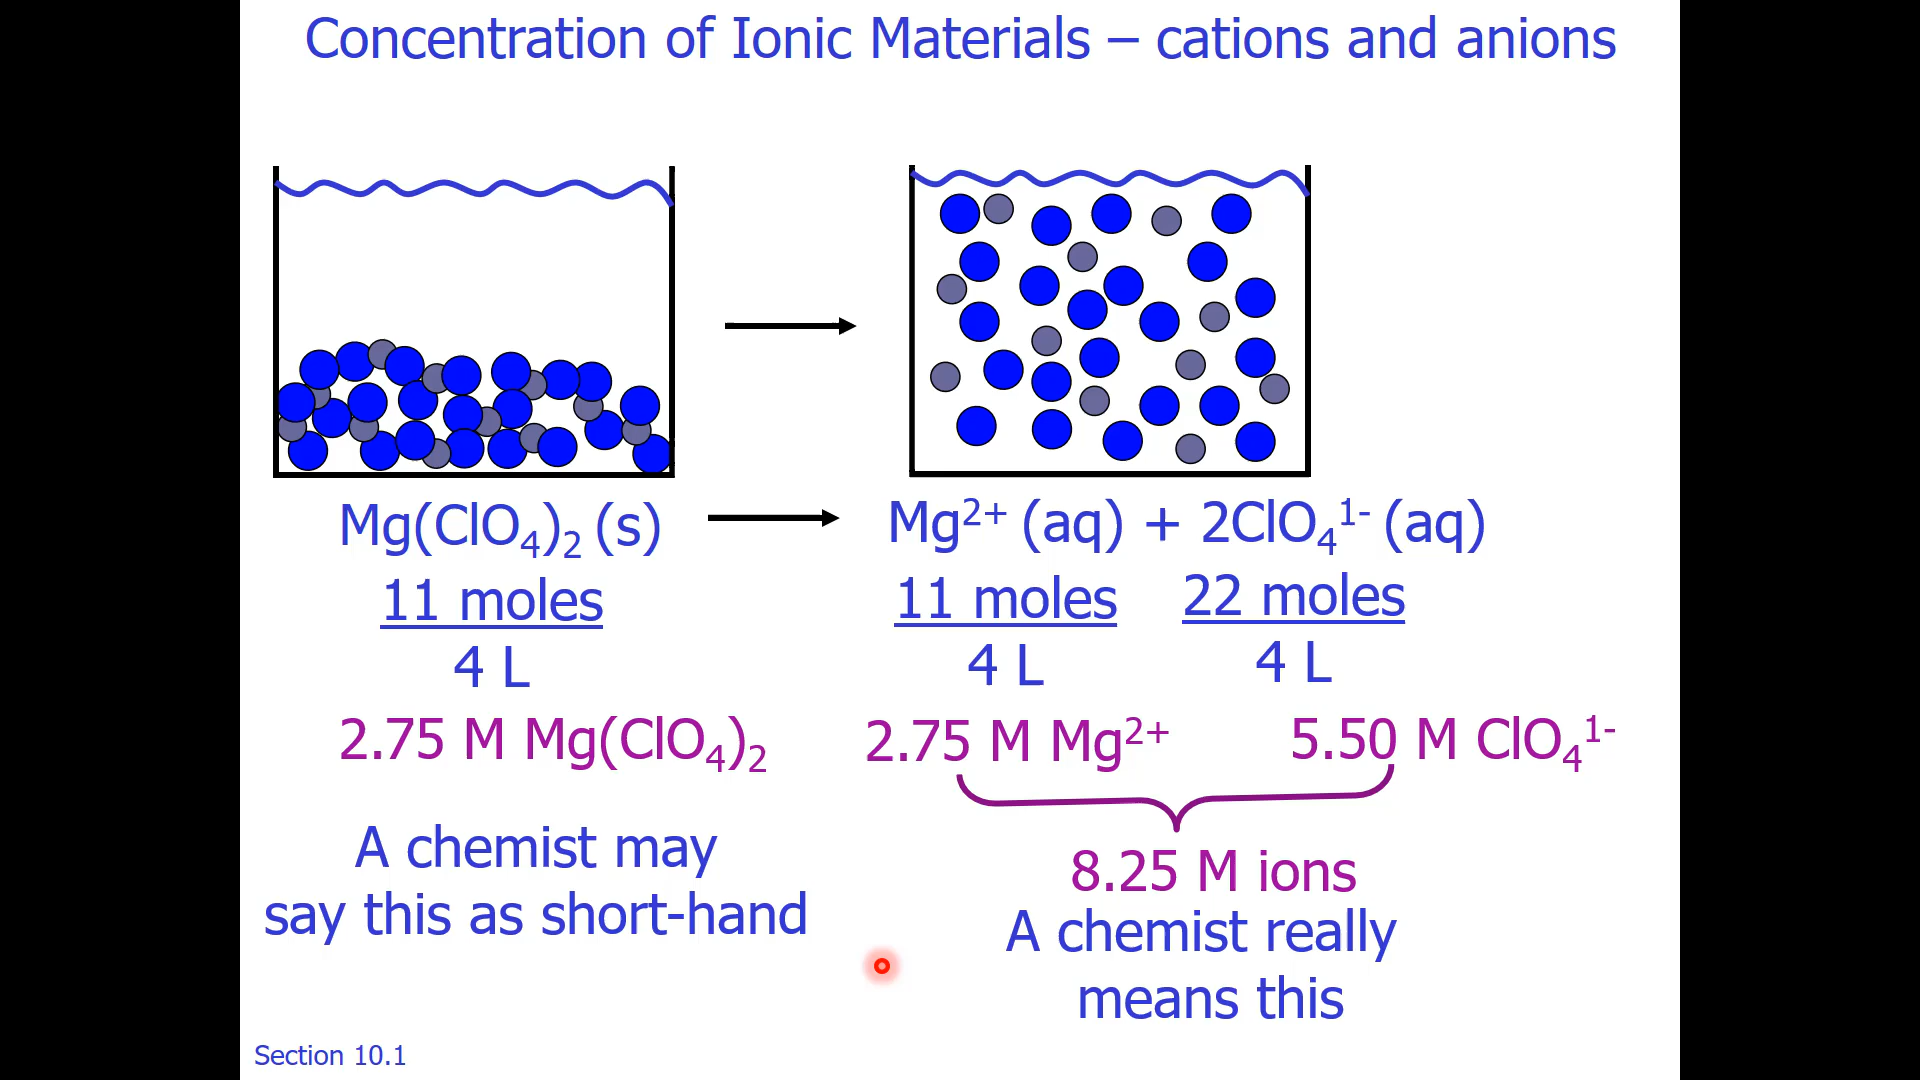 Concentration of Ionic Materials – cations and anions
Mg(ClO₄)₂ (s) Mg²⁺ (aq) + 2ClO₄¹⁻ (aq)
11 moles 11 moles 22 moles
4 L 4 L 4 L
2.75 M Mg(ClO₄)₂ 2.75 M Mg²⁺ 5.50 M ClO₄¹⁻
A chemist may
say this as short-hand
8.25 M ions
A chemist really
means this
Section 10.1